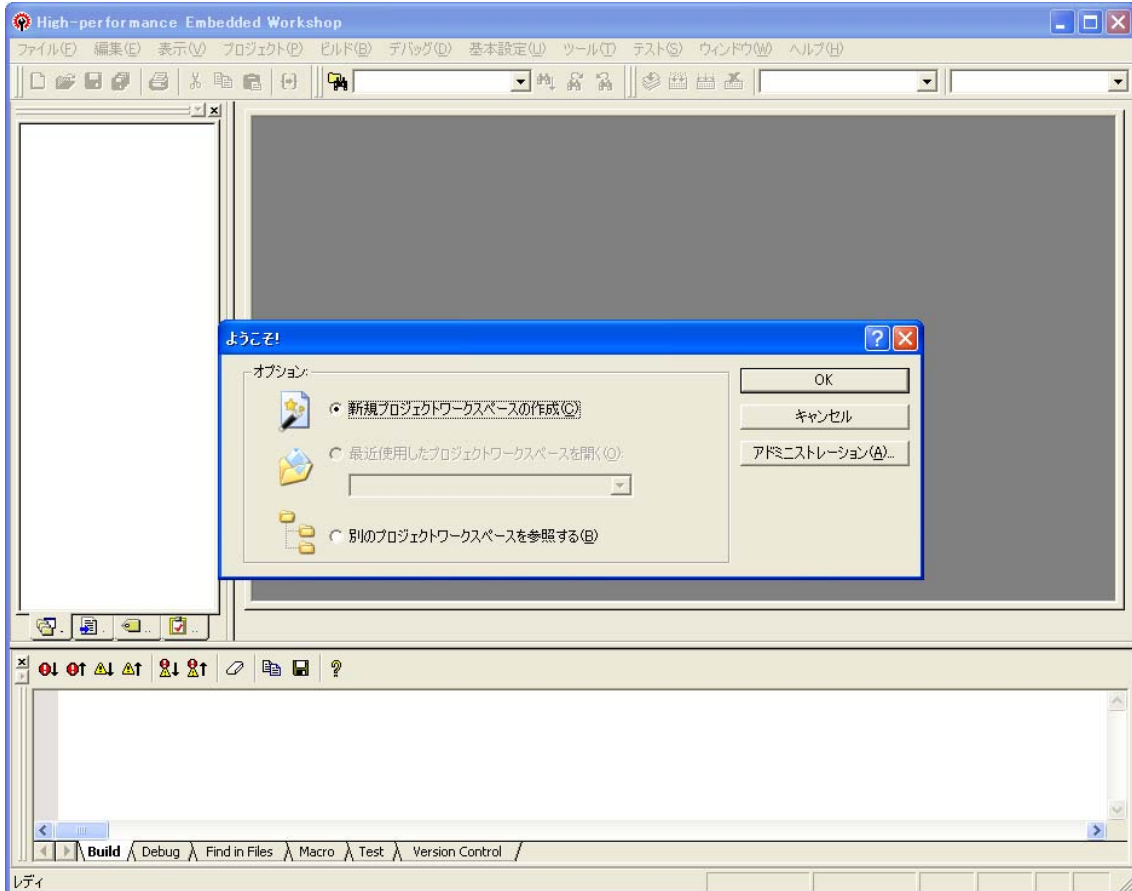 High-performance Embedded Workshop
ファイル(F) 編集(E) 表示(V) プロジェクト(P) ビルド(B) デバッグ(D) 基本設定(U) ツール(T) テスト(S) ウィンドウ(W) ヘルプ(H)
ようこそ!
オプション:
新規プロジェクトワークスペースの作成(C)
最近使用したプロジェクトワークスペースを開く(O):
別のプロジェクトワークスペースを参照する(B)
OK
キャンセル
アドミニストレーション(A)...
Build Debug Find in Files Macro Test Version Control
レディ